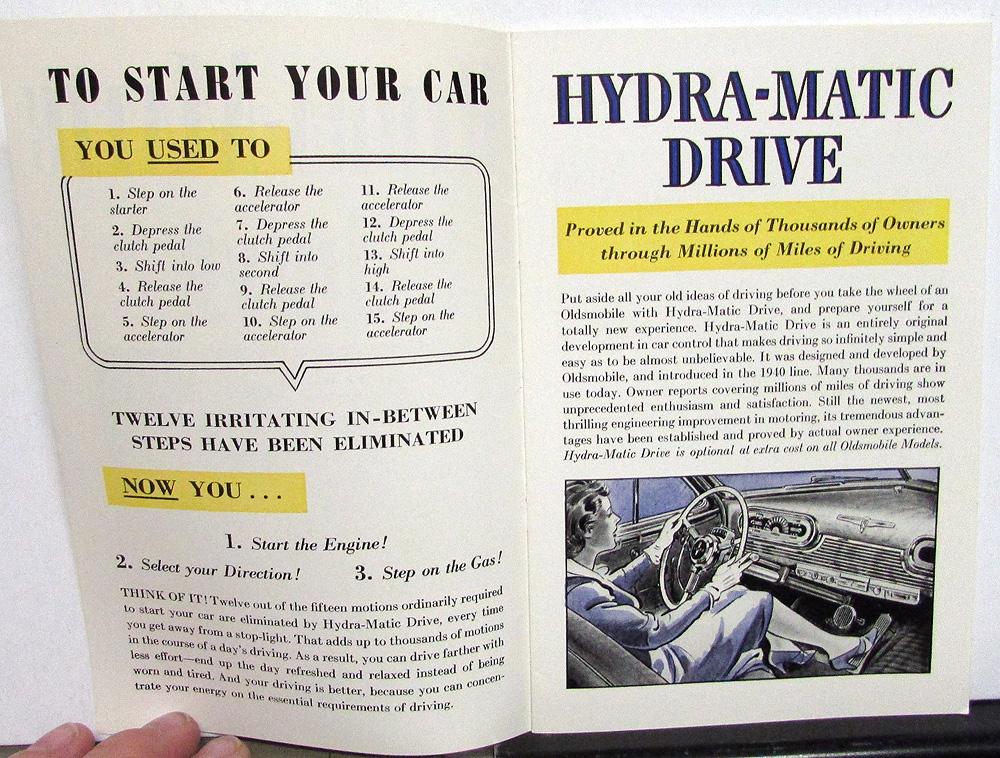 TO START YOUR CAR
YOU USED TO
1. Step on the
starter
2. Depress the
clutch pedal
3. Shift into low
4. Release the
clutch pedal
5. Step on the
accelerator
6. Release the
accelerator
7. Depress the
clutch pedal
8. Shift into
second
9. Release the
clutch pedal
10. Step on the
accelerator
11. Release the
accelerator
12. Depress the
clutch pedal
13. Shift into
high
14. Release the
clutch pedal
15. Step on the
accelerator
TWELVE IRRITATING IN-BETWEEN
STEPS HAVE BEEN ELIMINATED
NOW YOU . . .
1. Start the Engine!
2. Select your Direction! 3. Step on the Gas!
THINK OF IT! Twelve out of the fifteen motions ordinarily required
to start your car are eliminated by Hydra-Matic Drive, every time
you get away from a stop-light. That adds up to thousands of motions
in the course of a day's driving. As a result, you can drive farther with
less effort—end up the day refreshed and relaxed instead of being
worn and tired. And your driving is better, because you can concen-
trate your energy on the essential requirements of driving.
HYDRA-MATIC
DRIVE
Proved in the Hands of Thousands of Owners
through Millions of Miles of Driving
Put aside all your old ideas of driving before you take the wheel of an
Oldsmobile with Hydra-Matic Drive, and prepare yourself for a
totally new experience. Hydra-Matic Drive is an entirely original
development in car control that makes driving so infinitely simple and
easy as to be almost unbelievable. It was designed and developed by
Oldsmobile, and introduced in the 1940 line. Many thousands are in
use today. Owner reports covering millions of miles of driving show
unprecedented enthusiasm and satisfaction. Still the newest, most
thrilling engineering improvement in motoring, its tremendous advan-
tages have been established and proved by actual owner experience.
Hydra-Matic Drive is optional at extra cost on all Oldsmobile Models.